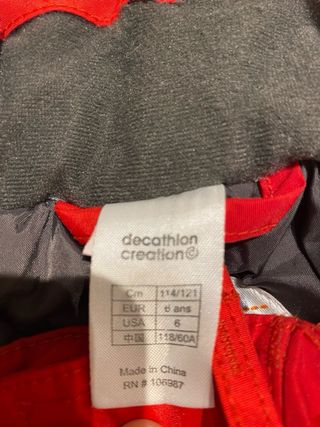 decathlon
creation©
Cm 114/121
EUR 6 ans
USA 6
中国 118/60A
Made in China
RN # 106987